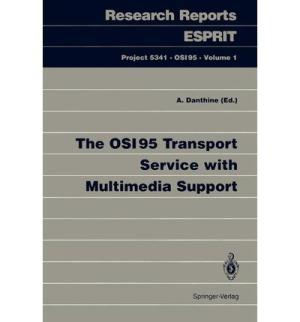 Research Reports
ESPRIT
Project 5341 · OSI95 · Volume 1
A. Danthine (Ed.)
The OSI95 Transport
Service with
Multimedia Support
Springer-Verlag